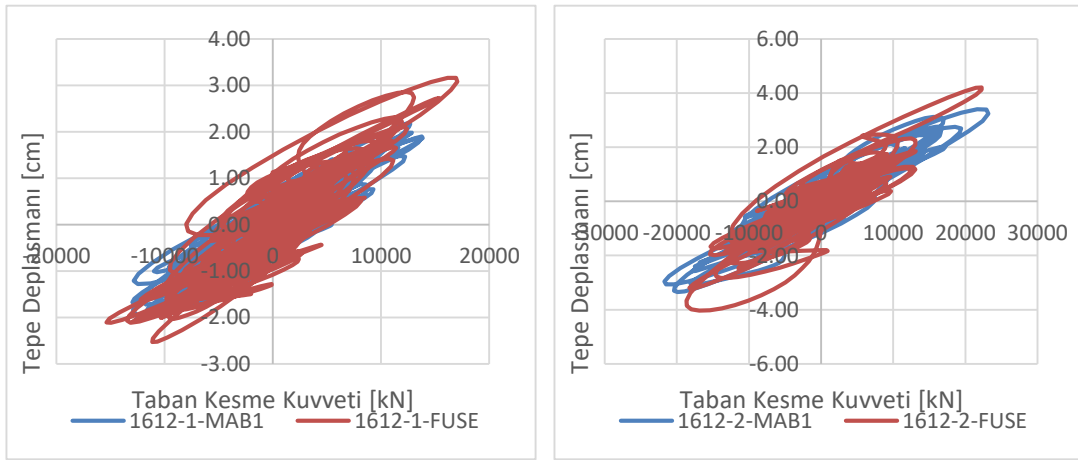 4.00
3.00
2.00
1.00
0.00
-20000 -10000 0 10000 20000
-1.00
-2.00
-3.00
Tepe Deplasmanı [cm]
Taban Kesme Kuvveti [kN]
1612-1-MAB1 1612-1-FUSE
6.00
4.00
2.00
0.00
-30000 -20000 -10000 0 10000 20000 30000
-2.00
-4.00
-6.00
Tepe Deplasmanı [cm]
Taban Kesme Kuvveti [kN]
1612-2-MAB1 1612-2-FUSE